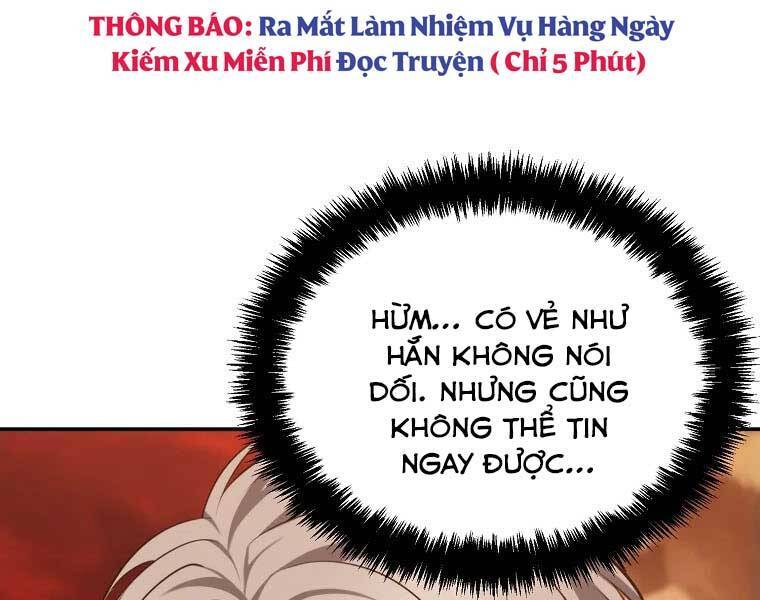 THÔNG BÁO: Ra Mắt Làm Nhiệm Vụ Hàng Ngày
Kiếm Xu Miễn Phí Đọc Truyện ( Chỉ 5 Phút)
HỪM... CÓ VẺ NHƯ
HẮN KHÔNG NÓI
DỐI. NHƯNG CŨNG
KHÔNG THỂ TIN
NGAY ĐƯỢC...